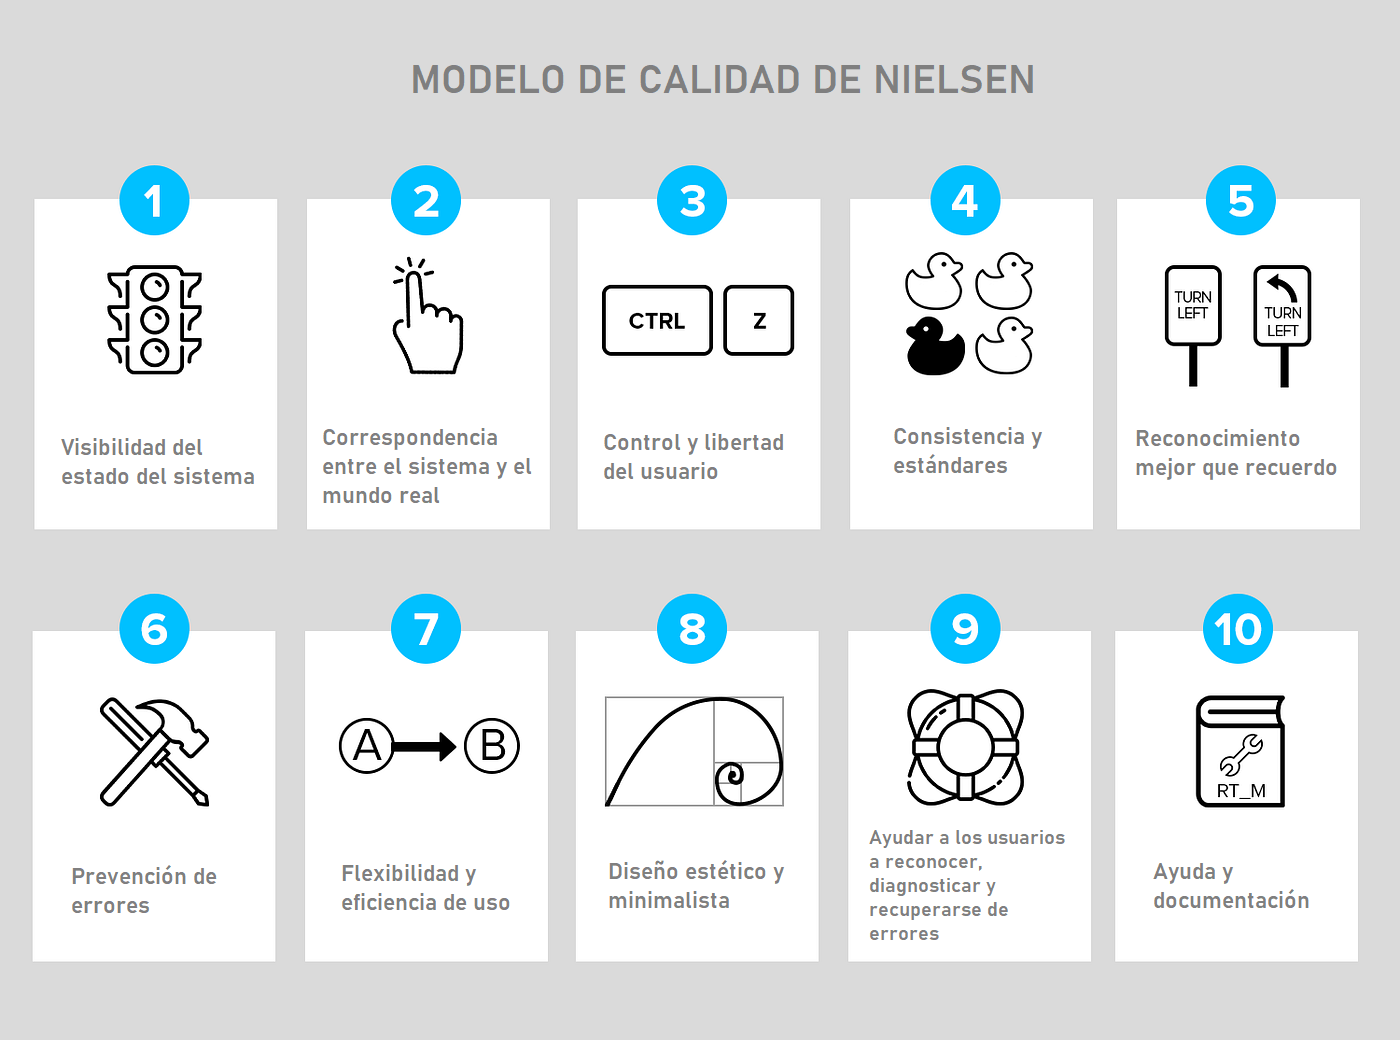 MODELO DE CALIDAD DE NIELSEN
1
Visibilidad del
estado del sistema
2
Correspondencia
entre el sistema y el
mundo real
3
CTRL
Z
Control y libertad
del usuario
4
Consistencia y
estándares
5
TURN
LEFT
TURN
LEFT
Reconocimiento
mejor que recuerdo
6
Prevención de
errores
7
A
B
Flexibilidad y
eficiencia de uso
8
Diseño estético y
minimalista
9
Ayudar a los usuarios
a reconocer,
diagnosticar y
recuperarse de
errores
10
RT_M
Ayuda y
documentación